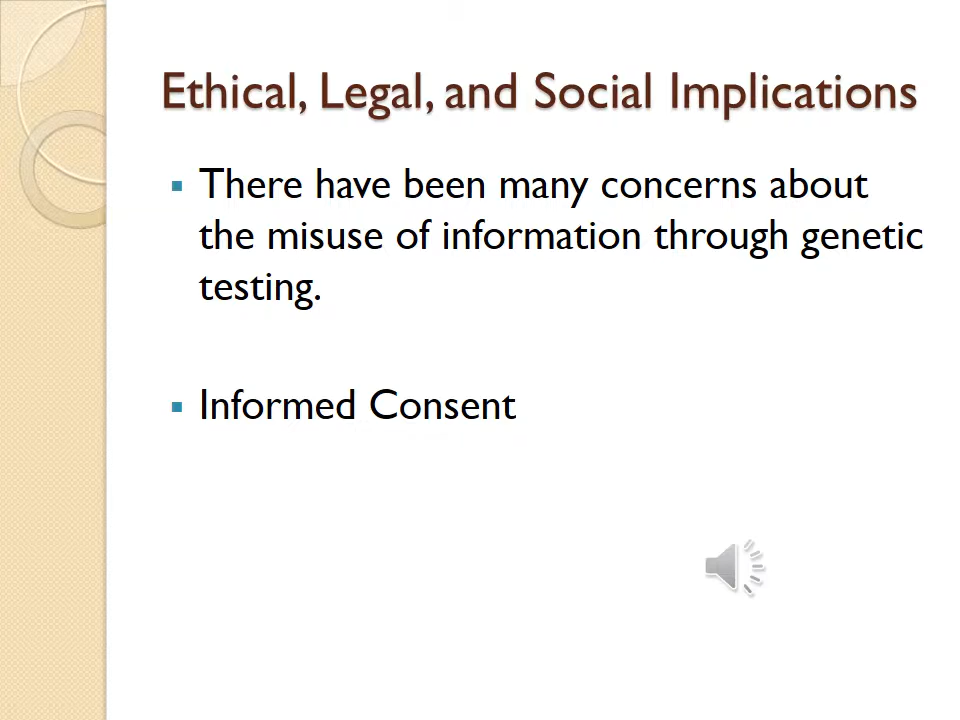 Ethical, Legal, and Social Implications
There have been many concerns about
the misuse of information through genetic
testing.
Informed Consent